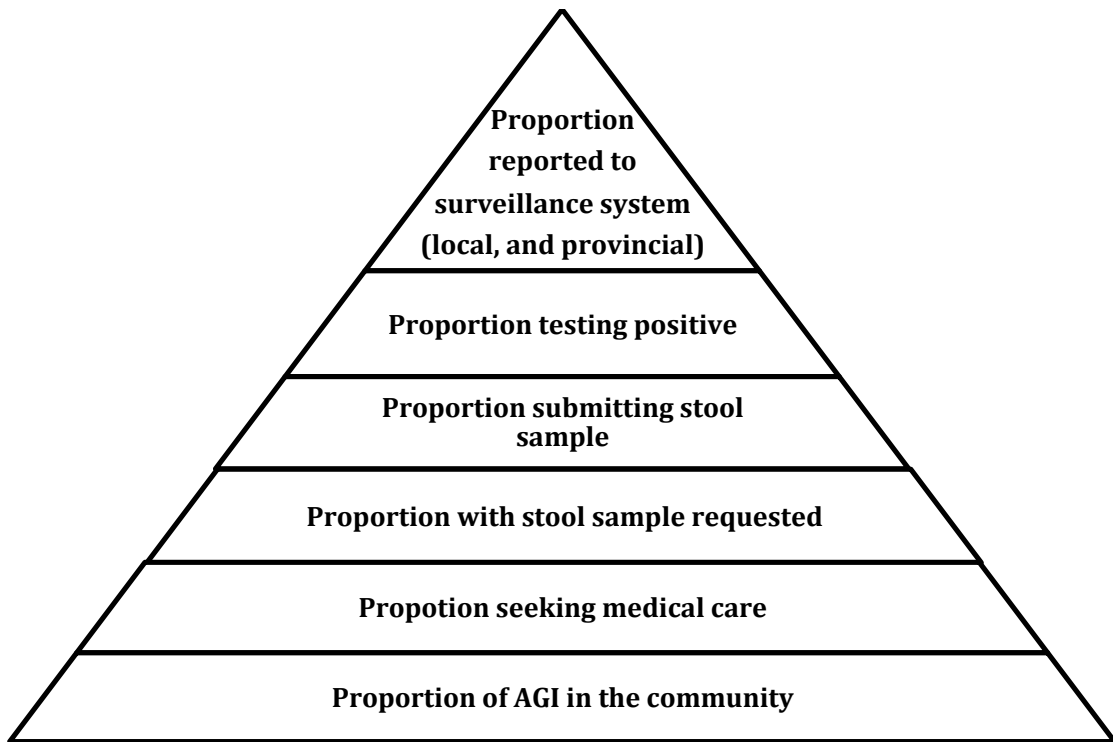 Proportion
reported to
surveillance system
(local, and provincial)
Proportion testing positive
Proportion submitting stool
sample
Proportion with stool sample requested
Propotion seeking medical care
Proportion of AGI in the community